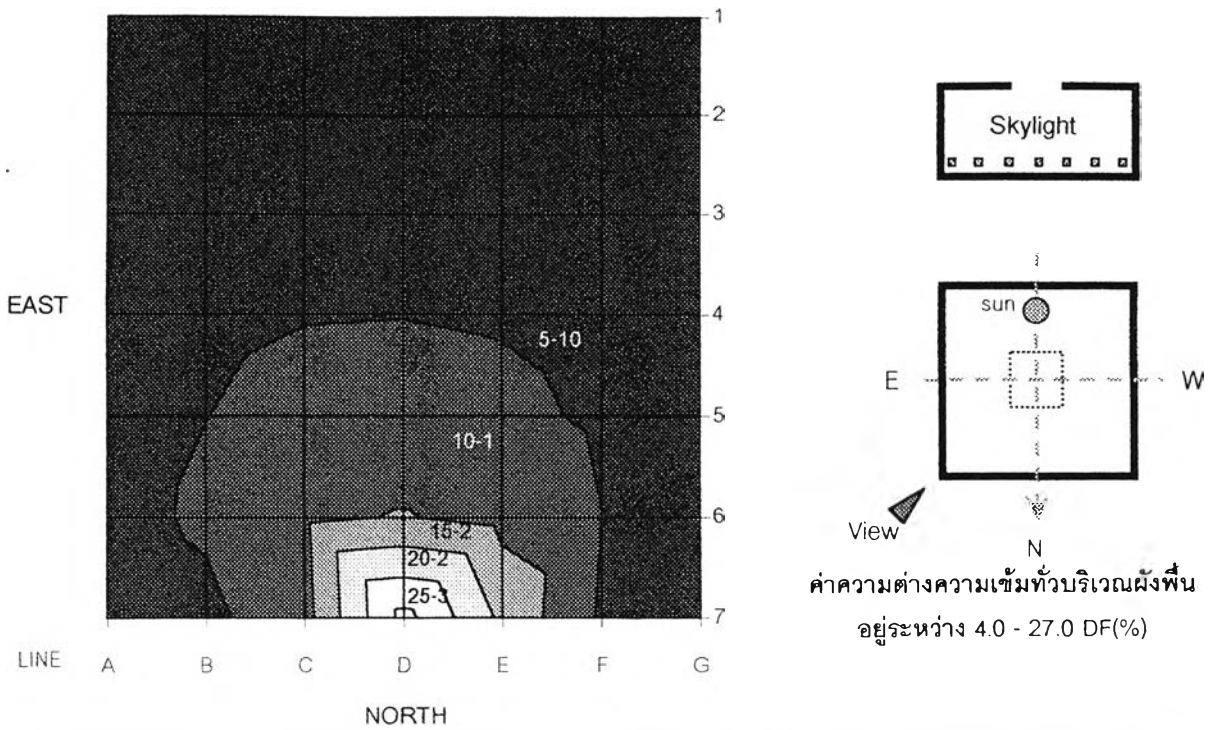 1
2
3
EAST
4
5-10
5
10-1
6
15-2
20-2
25-3
7
LINE A B C D E F G
NORTH
Skylight
sun
E W
View
N
ค่าความต่างความเข้มทั่วบริเวณผังพื้น
อยู่ระหว่าง 4.0 - 27.0 DF(%)